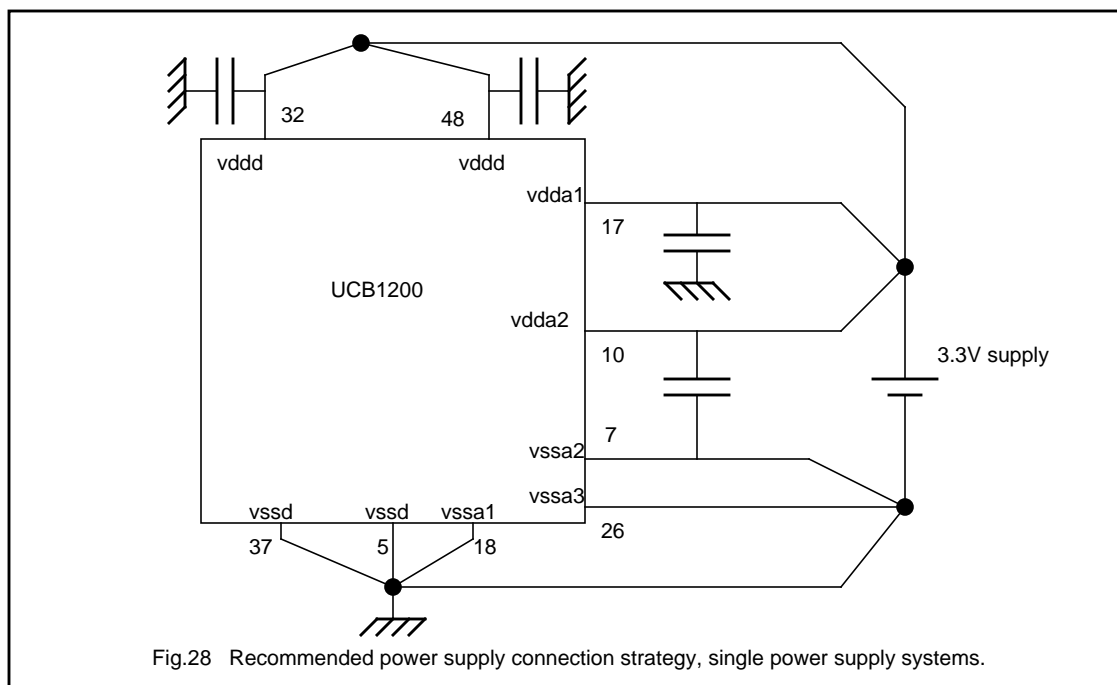 32
48
vddd
vddd
vdda1
17
UCB1200
vdda2
10
3.3V supply
7
vssa2
vssa3
26
vssd
vssd
vssa1
37
5
18
Fig.28 Recommended power supply connection strategy, single power supply systems.